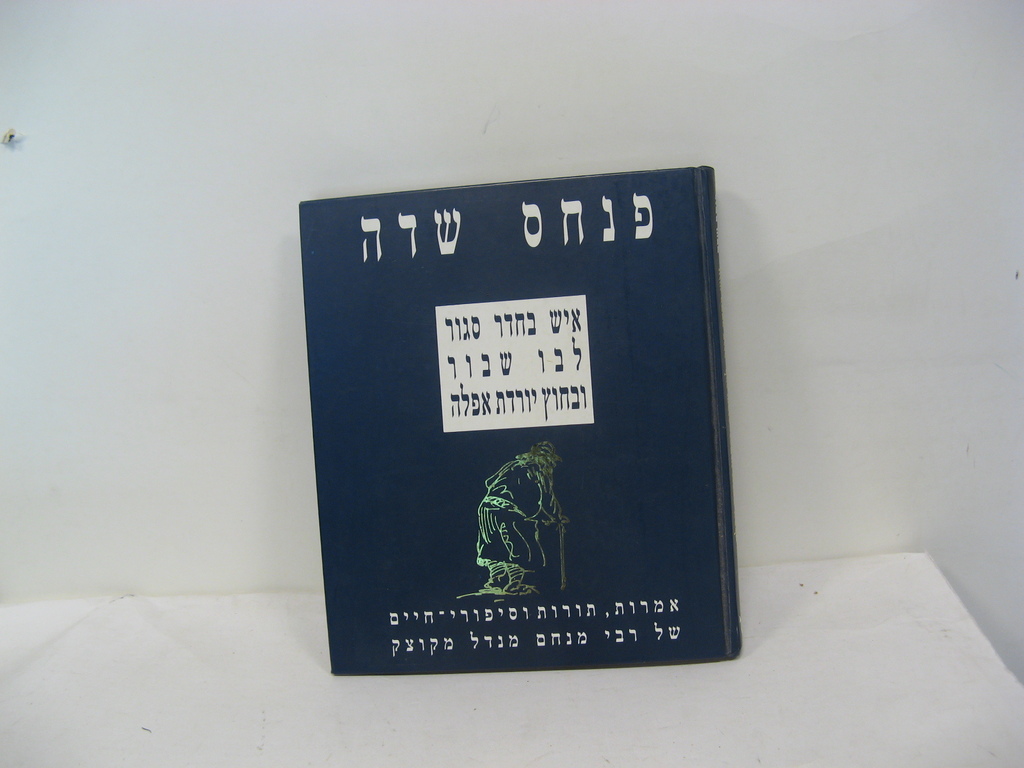 פנחס שדה
איש בחדר סגור
לבו שבור
ובחוץ יורדת אפלה
אמרות, תורות וסיפורי־חיים
של רבי מנחם מנדל מקוצק